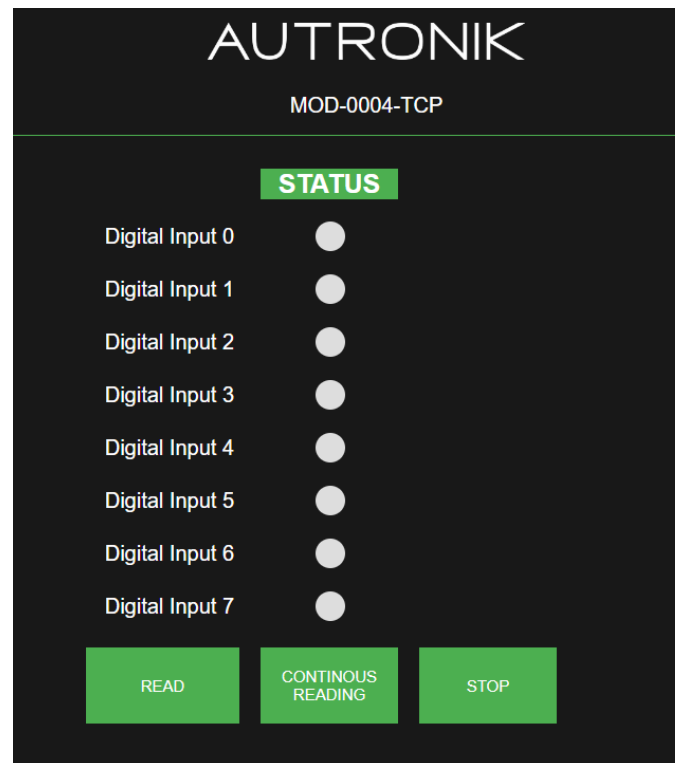 AUTRONIK
MOD-0004-TCP
STATUS
Digital Input 0
Digital Input 1
Digital Input 2
Digital Input 3
Digital Input 4
Digital Input 5
Digital Input 6
Digital Input 7
READ
CONTINOUS
READING
STOP